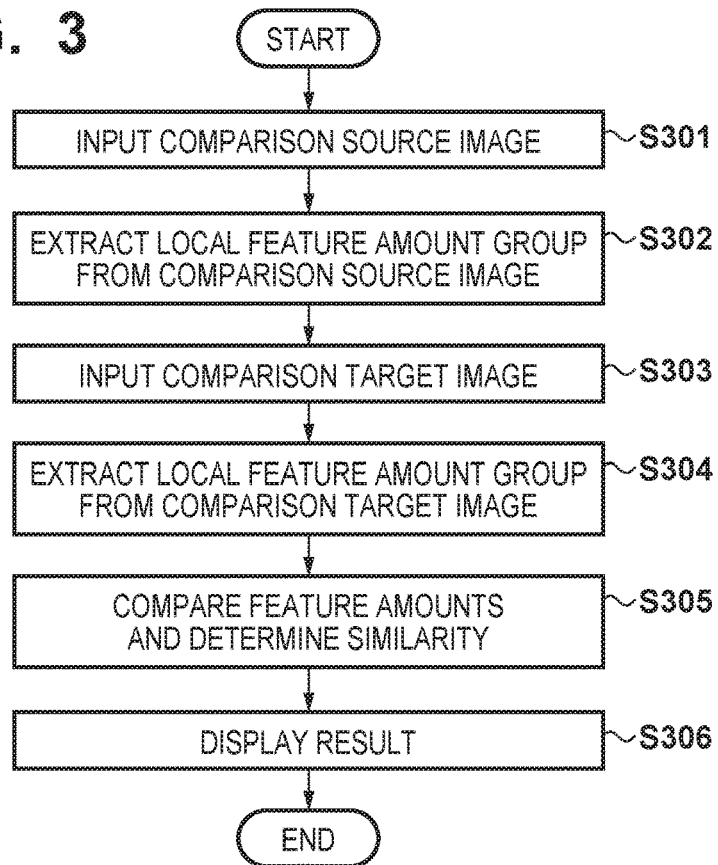 G. 3
START
INPUT COMPARISON SOURCE IMAGE
S301
EXTRACT LOCAL FEATURE AMOUNT GROUP
FROM COMPARISON SOURCE IMAGE
S302
INPUT COMPARISON TARGET IMAGE
S303
EXTRACT LOCAL FEATURE AMOUNT GROUP
FROM COMPARISON TARGET IMAGE
S304
COMPARE FEATURE AMOUNTS
AND DETERMINE SIMILARITY
S305
DISPLAY RESULT
S306
END